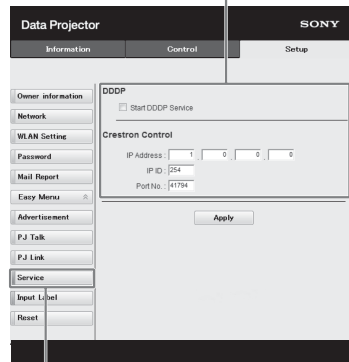 Data Projector
SONY
Information
Control
Setup
Owner information
Network
WLAN Setting
Password
Mail Report
Easy Menu
Advertisement
PJ Talk
PJ Link
Service
Input Label
Reset
DDDP
Start DDDP Service
Crestron Control
IP Address : 1 . 0 . 0 . 0
IP ID : 254
Port No. : 41794
Apply